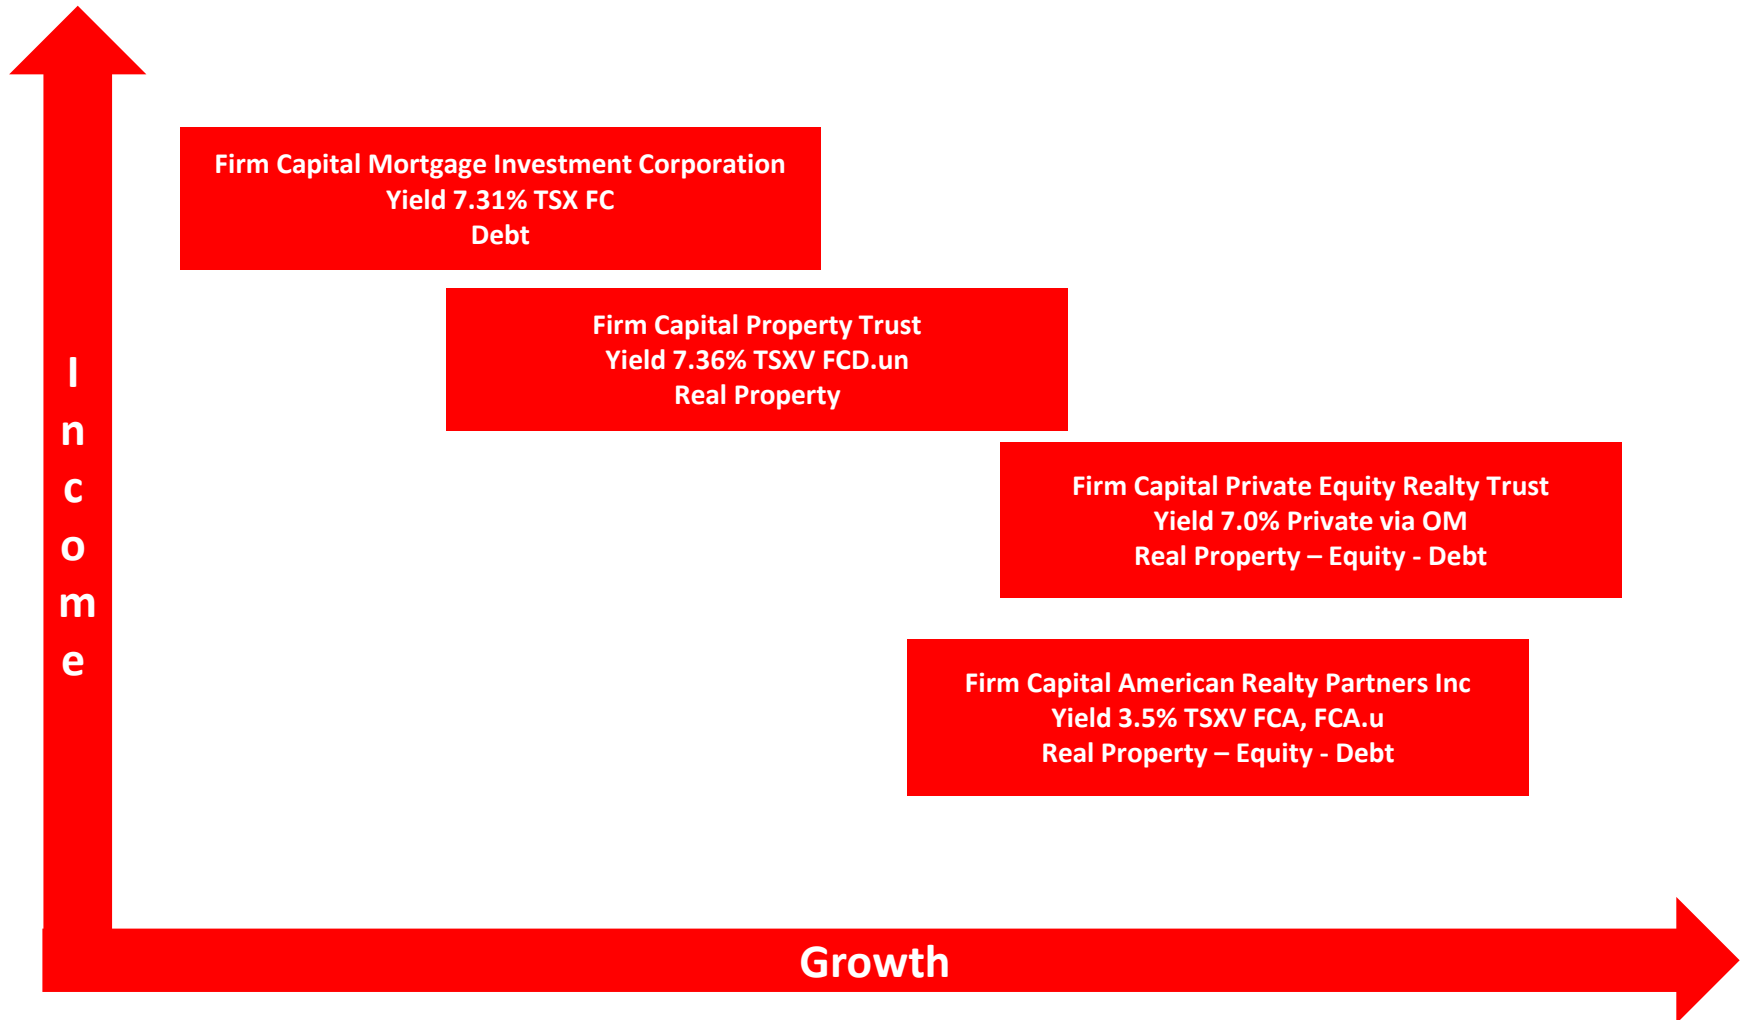 Firm Capital Mortgage Investment Corporation
Yield 7.31% TSX FC
Debt
Firm Capital Property Trust
Yield 7.36% TSXV FCD.un
Real Property
Income
Firm Capital Private Equity Realty Trust
Yield 7.0% Private via OM
Real Property – Equity - Debt
Firm Capital American Realty Partners Inc
Yield 3.5% TSXV FCA, FCA.u
Real Property – Equity - Debt
Growth